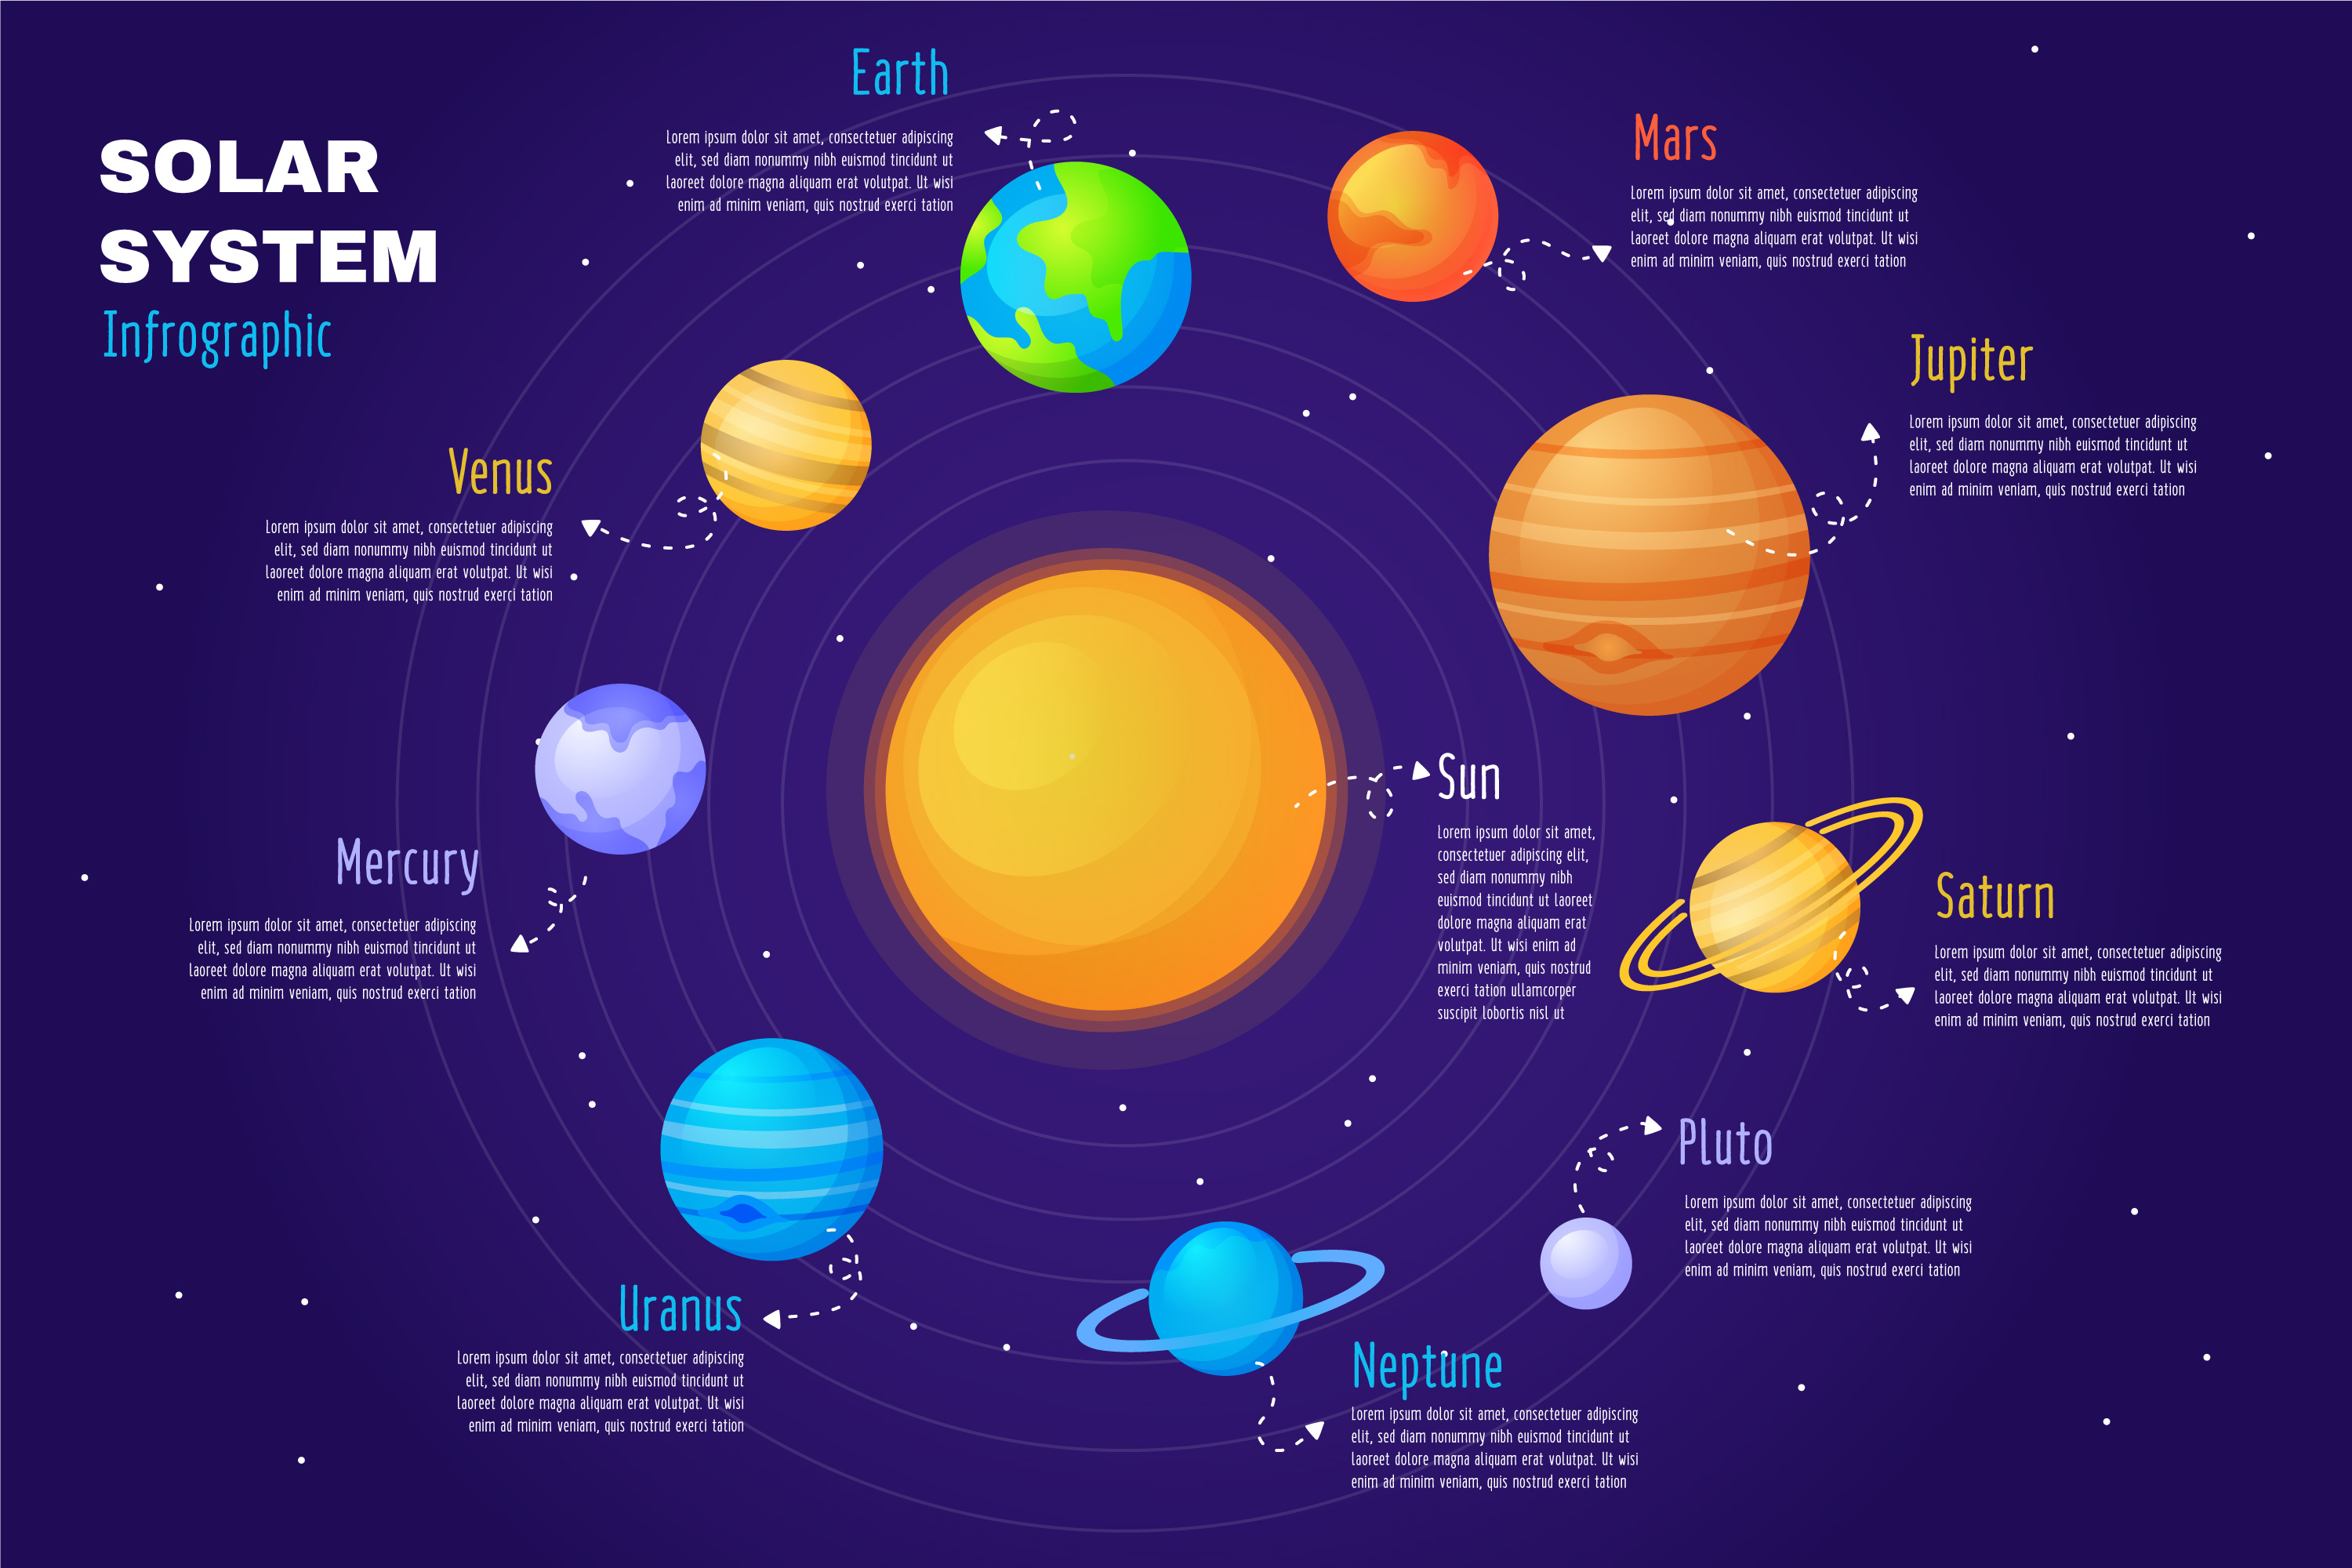 SOLAR
SYSTEM
Infrographic
Earth
Lorem ipsum dolor sit amet, consectetuer adipiscing
elit, sed diam nonummy nibh euismod tincidunt ut
laoreet dolore magna aliquam erat volutpat. Ut wisi
enim ad minim veniam, quis nostrud exerci tation
Mars
Lorem ipsum dolor sit amet, consectetuer adipiscing
elit, sed diam nonummy nibh euismod tincidunt ut
laoreet dolore magna aliquam erat volutpat. Ut wisi
enim ad minim veniam, quis nostrud exerci tation
Jupiter
Lorem ipsum dolor sit amet, consectetuer adipiscing
elit, sed diam nonummy nibh euismod tincidunt ut
laoreet dolore magna aliquam erat volutpat. Ut wisi
enim ad minim veniam, quis nostrud exerci tation
Venus
Lorem ipsum dolor sit amet, consectetuer adipiscing
elit, sed diam nonummy nibh euismod tincidunt ut
laoreet dolore magna aliquam erat volutpat. Ut wisi
enim ad minim veniam, quis nostrud exerci tation
Sun
Lorem ipsum dolor sit amet,
consectetuer adipiscing elit,
sed diam nonummy nibh
euismod tincidunt ut laoreet
dolore magna aliquam erat
volutpat. Ut wisi enim ad
minim veniam, quis nostrud
exerci tation ullamcorper
suscipit lobortis nisl ut
Mercury
Lorem ipsum dolor sit amet, consectetuer adipiscing
elit, sed diam nonummy nibh euismod tincidunt ut
laoreet dolore magna aliquam erat volutpat. Ut wisi
enim ad minim veniam, quis nostrud exerci tation
Saturn
Lorem ipsum dolor sit amet, consectetuer adipiscing
elit, sed diam nonummy nibh euismod tincidunt ut
laoreet dolore magna aliquam erat volutpat. Ut wisi
enim ad minim veniam, quis nostrud exerci tation
Pluto
Lorem ipsum dolor sit amet, consectetuer adipiscing
elit, sed diam nonummy nibh euismod tincidunt ut
laoreet dolore magna aliquam erat volutpat. Ut wisi
enim ad minim veniam, quis nostrud exerci tation
Uranus
Lorem ipsum dolor sit amet, consectetuer adipiscing
elit, sed diam nonummy nibh euismod tincidunt ut
laoreet dolore magna aliquam erat volutpat. Ut wisi
enim ad minim veniam, quis nostrud exerci tation
Neptune
Lorem ipsum dolor sit amet, consectetuer adipiscing
elit, sed diam nonummy nibh euismod tincidunt ut
laoreet dolore magna aliquam erat volutpat. Ut wisi
enim ad minim veniam, quis nostrud exerci tation